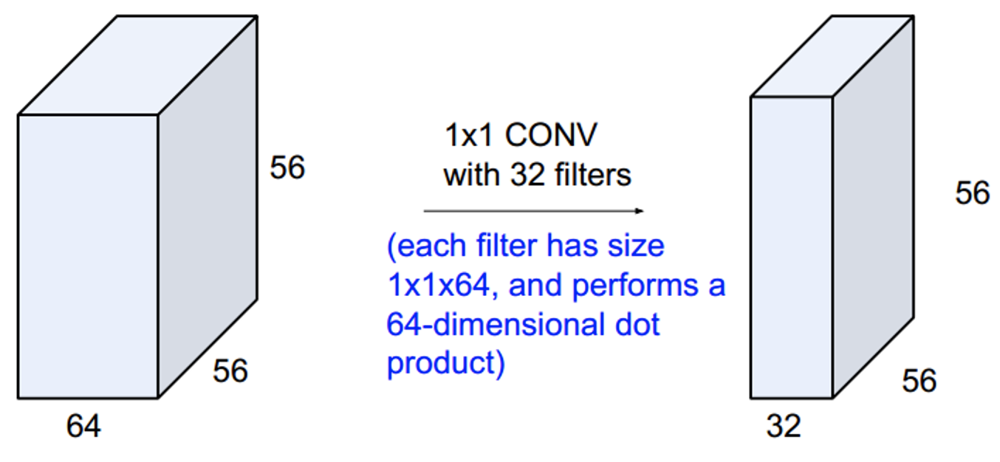 56
56
64
1x1 CONV
with 32 filters
(each filter has size
1x1x64, and performs a
64-dimensional dot
product)
56
56
32